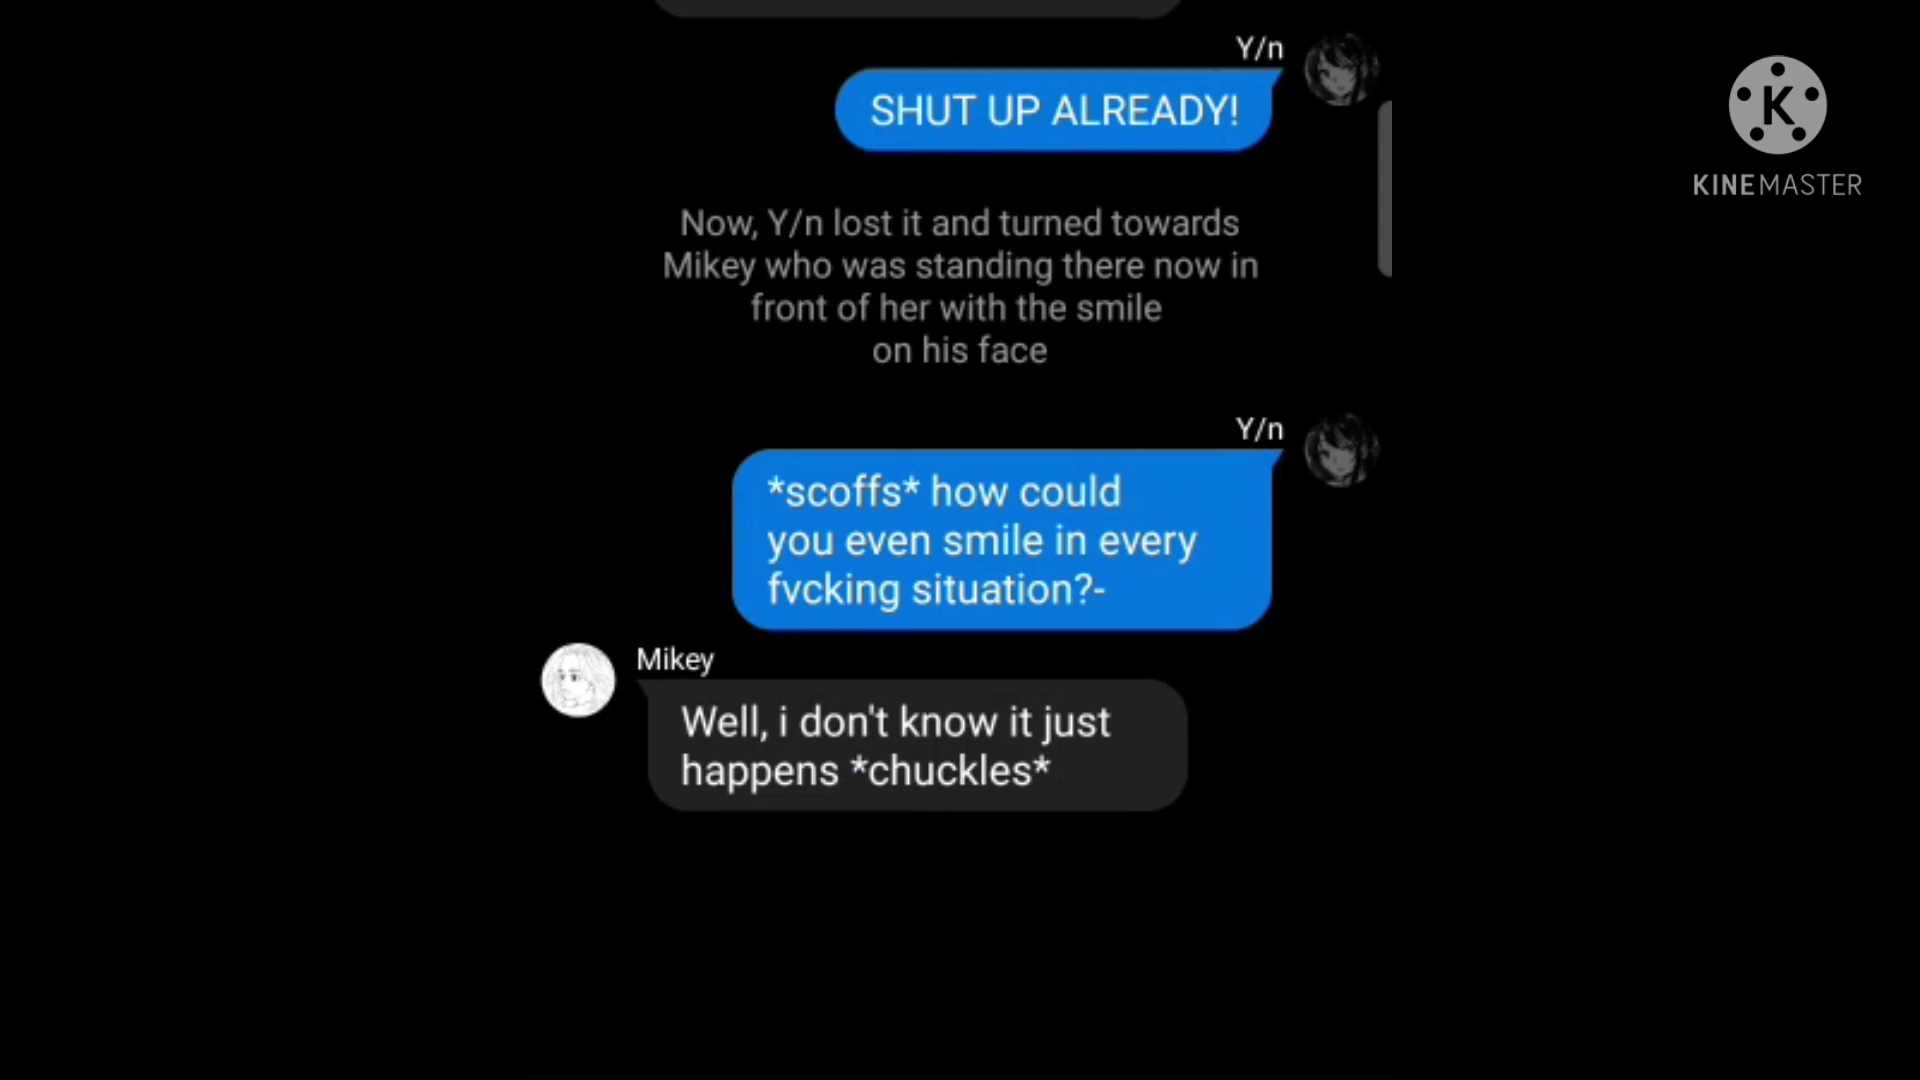 Y/n
SHUT UP ALREADY!
KINEMASTER
Now, Y/n lost it and turned towards
Mikey who was standing there now in
front of her with the smile
on his face
Y/n
*scoffs* how could
you even smile in every
fvcking situation?-
Mikey
Well, i don't know it just
happens *chuckles*